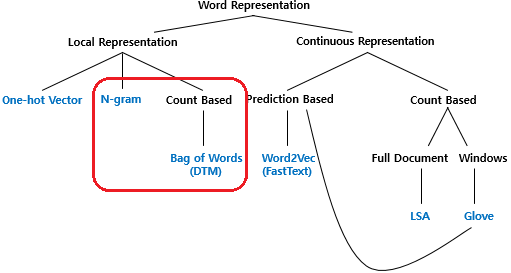 Word Representation
Local Representation
Continuous Representation
One-hot Vector
N-gram
Count Based
Prediction Based
Count Based
Bag of Words
(DTM)
Word2Vec
(FastText)
Full Document
Windows
LSA
Glove